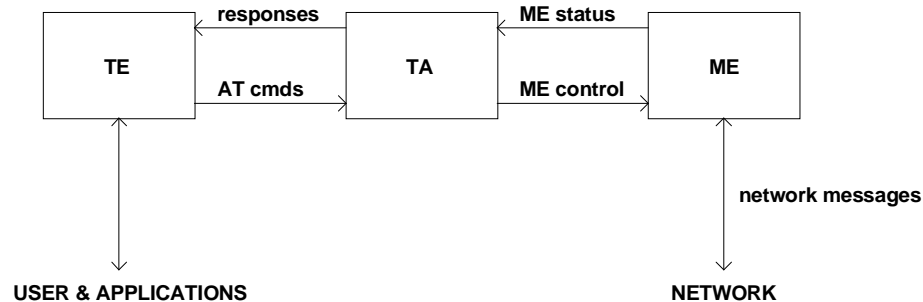 responses
ME status
TE
TA
ME
AT cmds
ME control
network messages
USER & APPLICATIONS
NETWORK